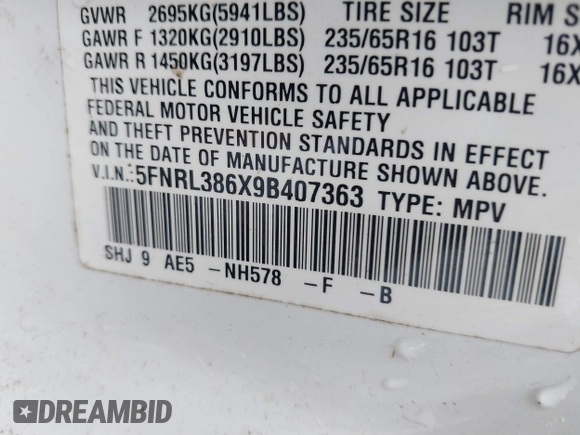 GVWR 2695KG(5941LBS) TIRE SIZE RIM S
GAWR F 1320KG(2910LBS) 235/65R16 103T 16X
GAWR R 1450KG(3197LBS) 235/65R16 103T 16X
THIS VEHICLE CONFORMS TO ALL APPLICABLE
FEDERAL MOTOR VEHICLE SAFETY
AND THEFT PREVENTION STANDARDS IN EFFECT
ON THE DATE OF MANUFACTURE SHOWN ABOVE.
V.I.N.:5FNRL386X9B407363 TYPE: MPV
SHJ 9 AE5 -NH578 -F -B
DREAMBID